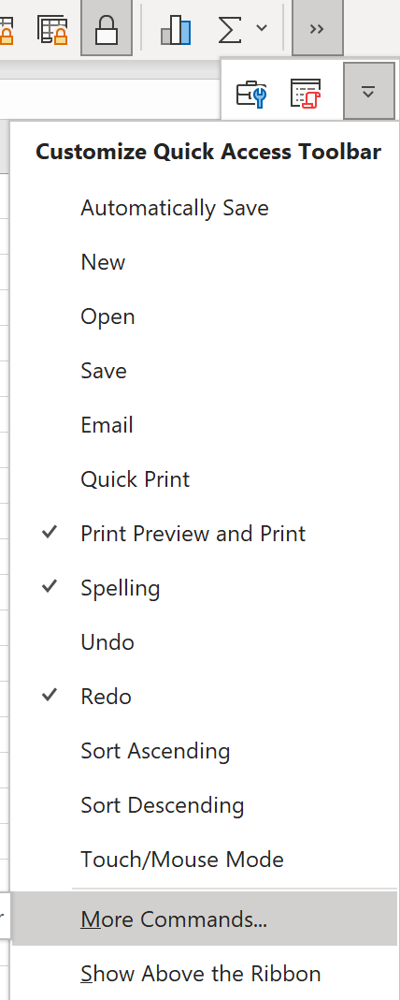 Customize Quick Access Toolbar
Automatically Save
New
Open
Save
Email
Quick Print
Print Preview and Print
Spelling
Undo
Redo
Sort Ascending
Sort Descending
Touch/Mouse Mode
More Commands...
Show Above the Ribbon